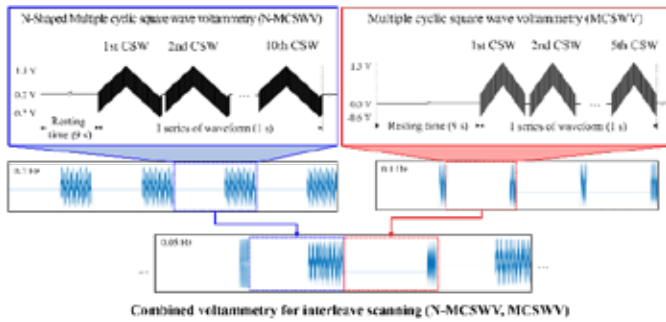 N-Shaped Multiple cyclic square wave voltammetry (N-MCSWV)
1st CSW 2nd CSW 10th CSW
1.3 V
0.2 V
-0.7 V
...
Resting time (9 s)
1 series of waveform (1 s)
Multiple cyclic square wave voltammetry (MCSWV)
1st CSW 2nd CSW 5th CSW
1.3 V
0.0 V
-0.6 V
...
Resting time (9 s)
1 series of waveform (1 s)
0.1 Hz
0.1 Hz
0.05 Hz
...
...
Combined voltammetry for interleave scanning (N-MCSWV, MCSWV)